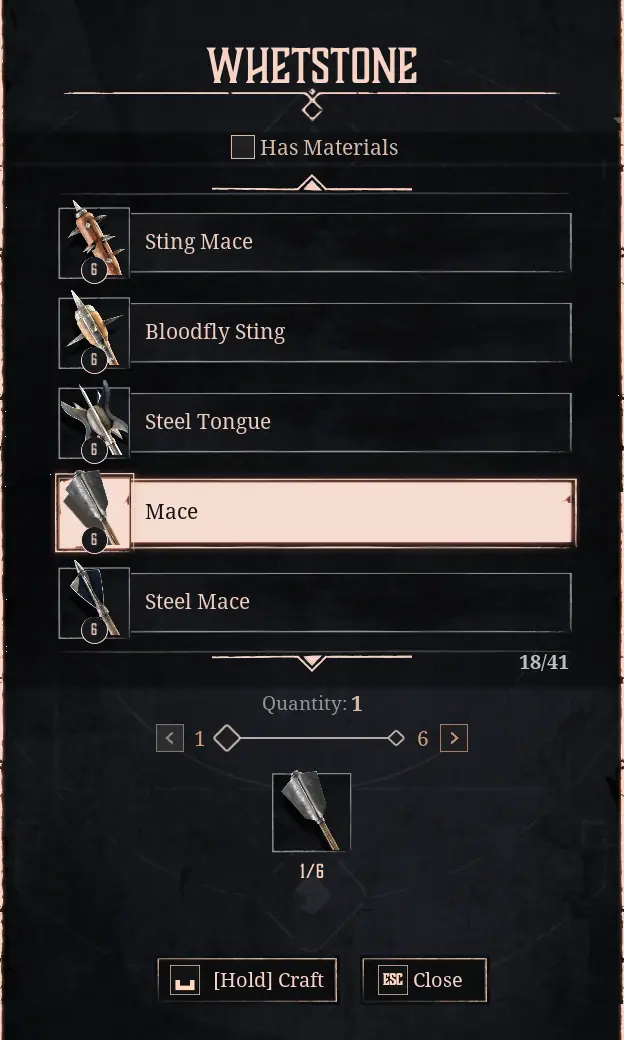 WHETSTONE
Has Materials
6
Sting Mace
6
Bloodfly Sting
6
Steel Tongue
6
Mace
6
Steel Mace
18/41
Quantity: 1
< 1 6 >
1/6
[Hold] Craft
ESC Close